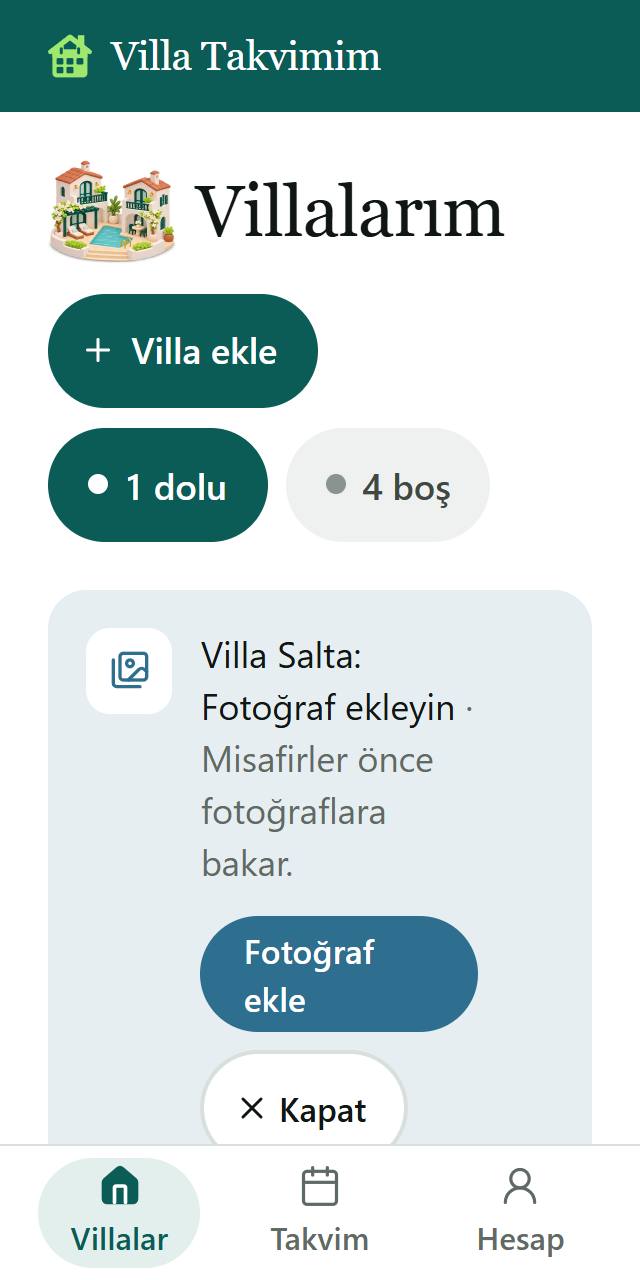 Villa Takvimim
Villalarım
Villa ekle
1 dolu
4 boş
Villa Salta:
Fotoğraf ekleyin ·
Misafirler önce
fotoğraflara
bakar.
Fotoğraf
ekle
Kapat
Villalar
Takvim
Hesap